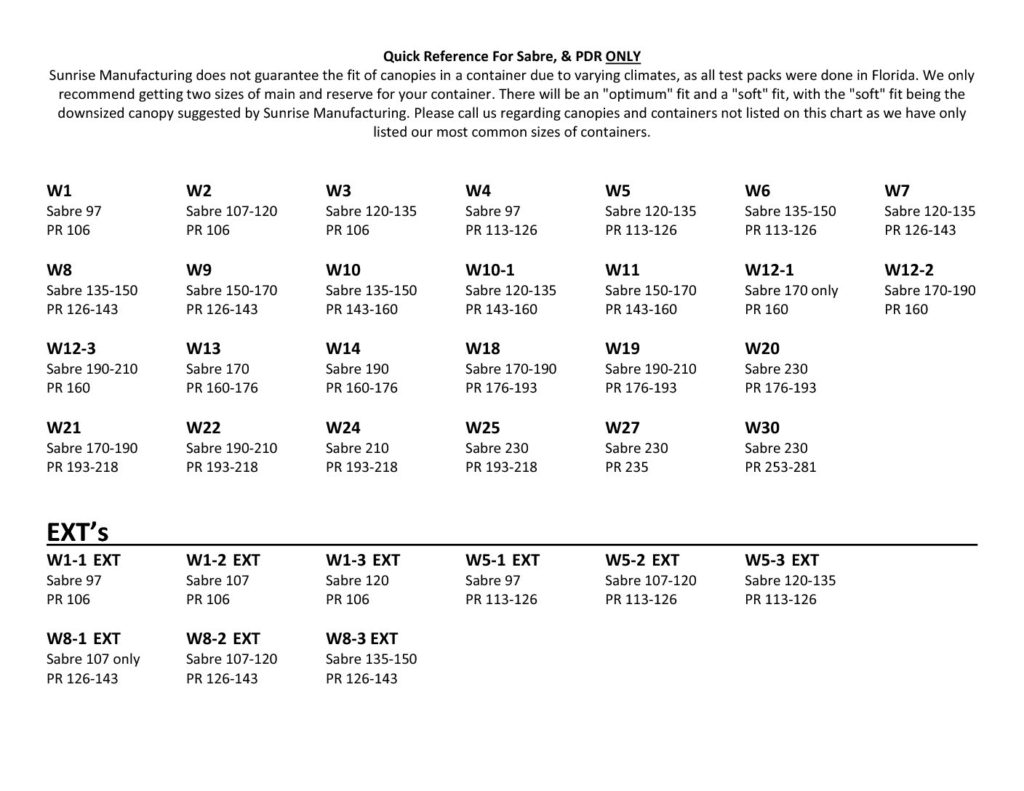 Quick Reference For Sabre, & PDR ONLY
Sunrise Manufacturing does not guarantee the fit of canopies in a container due to varying climates, as all test packs were done in Florida. We only
recommend getting two sizes of main and reserve for your container. There will be an "optimum" fit and a "soft" fit, with the "soft" fit being the
downsized canopy suggested by Sunrise Manufacturing. Please call us regarding canopies and containers not listed on this chart as we have only
listed our most common sizes of containers.
W1 W2 W3 W4 W5 W6 W7
Sabre 97 Sabre 107-120 Sabre 120-135 Sabre 97 Sabre 120-135 Sabre 135-150 Sabre 120-135
PR 106 PR 106 PR 106 PR 113-126 PR 113-126 PR 113-126 PR 126-143
W8 W9 W10 W10-1 W11 W12-1 W12-2
Sabre 135-150 Sabre 150-170 Sabre 135-150 Sabre 120-135 Sabre 150-170 Sabre 170 only Sabre 170-190
PR 126-143 PR 126-143 PR 143-160 PR 143-160 PR 143-160 PR 160 PR 160
W12-3 W13 W14 W18 W19 W20
Sabre 190-210 Sabre 170 Sabre 190 Sabre 170-190 Sabre 190-210 Sabre 230
PR 160 PR 160-176 PR 160-176 PR 176-193 PR 176-193 PR 176-193
W21 W22 W24 W25 W27 W30
Sabre 170-190 Sabre 190-210 Sabre 210 Sabre 230 Sabre 230 Sabre 230
PR 193-218 PR 193-218 PR 193-218 PR 193-218 PR 235 PR 253-281
EXT’s
W1-1 EXT W1-2 EXT W1-3 EXT W5-1 EXT W5-2 EXT W5-3 EXT
Sabre 97 Sabre 107 Sabre 120 Sabre 97 Sabre 107-120 Sabre 120-135
PR 106 PR 106 PR 106 PR 113-126 PR 113-126 PR 113-126
W8-1 EXT W8-2 EXT W8-3 EXT
Sabre 107 only Sabre 107-120 Sabre 135-150
PR 126-143 PR 126-143 PR 126-143